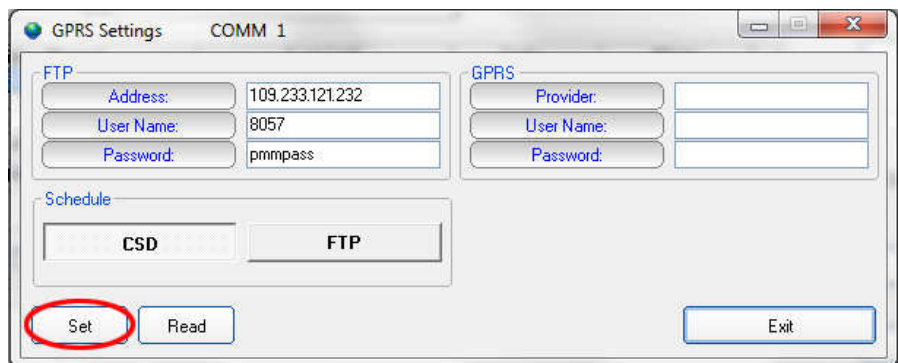 GPRS Settings COMM 1
FTP
Address: 109.233.121.232
User Name: 8057
Password: pmmpass
GPRS
Provider:
User Name:
Password:
Schedule
CSD FTP
Set Read Exit